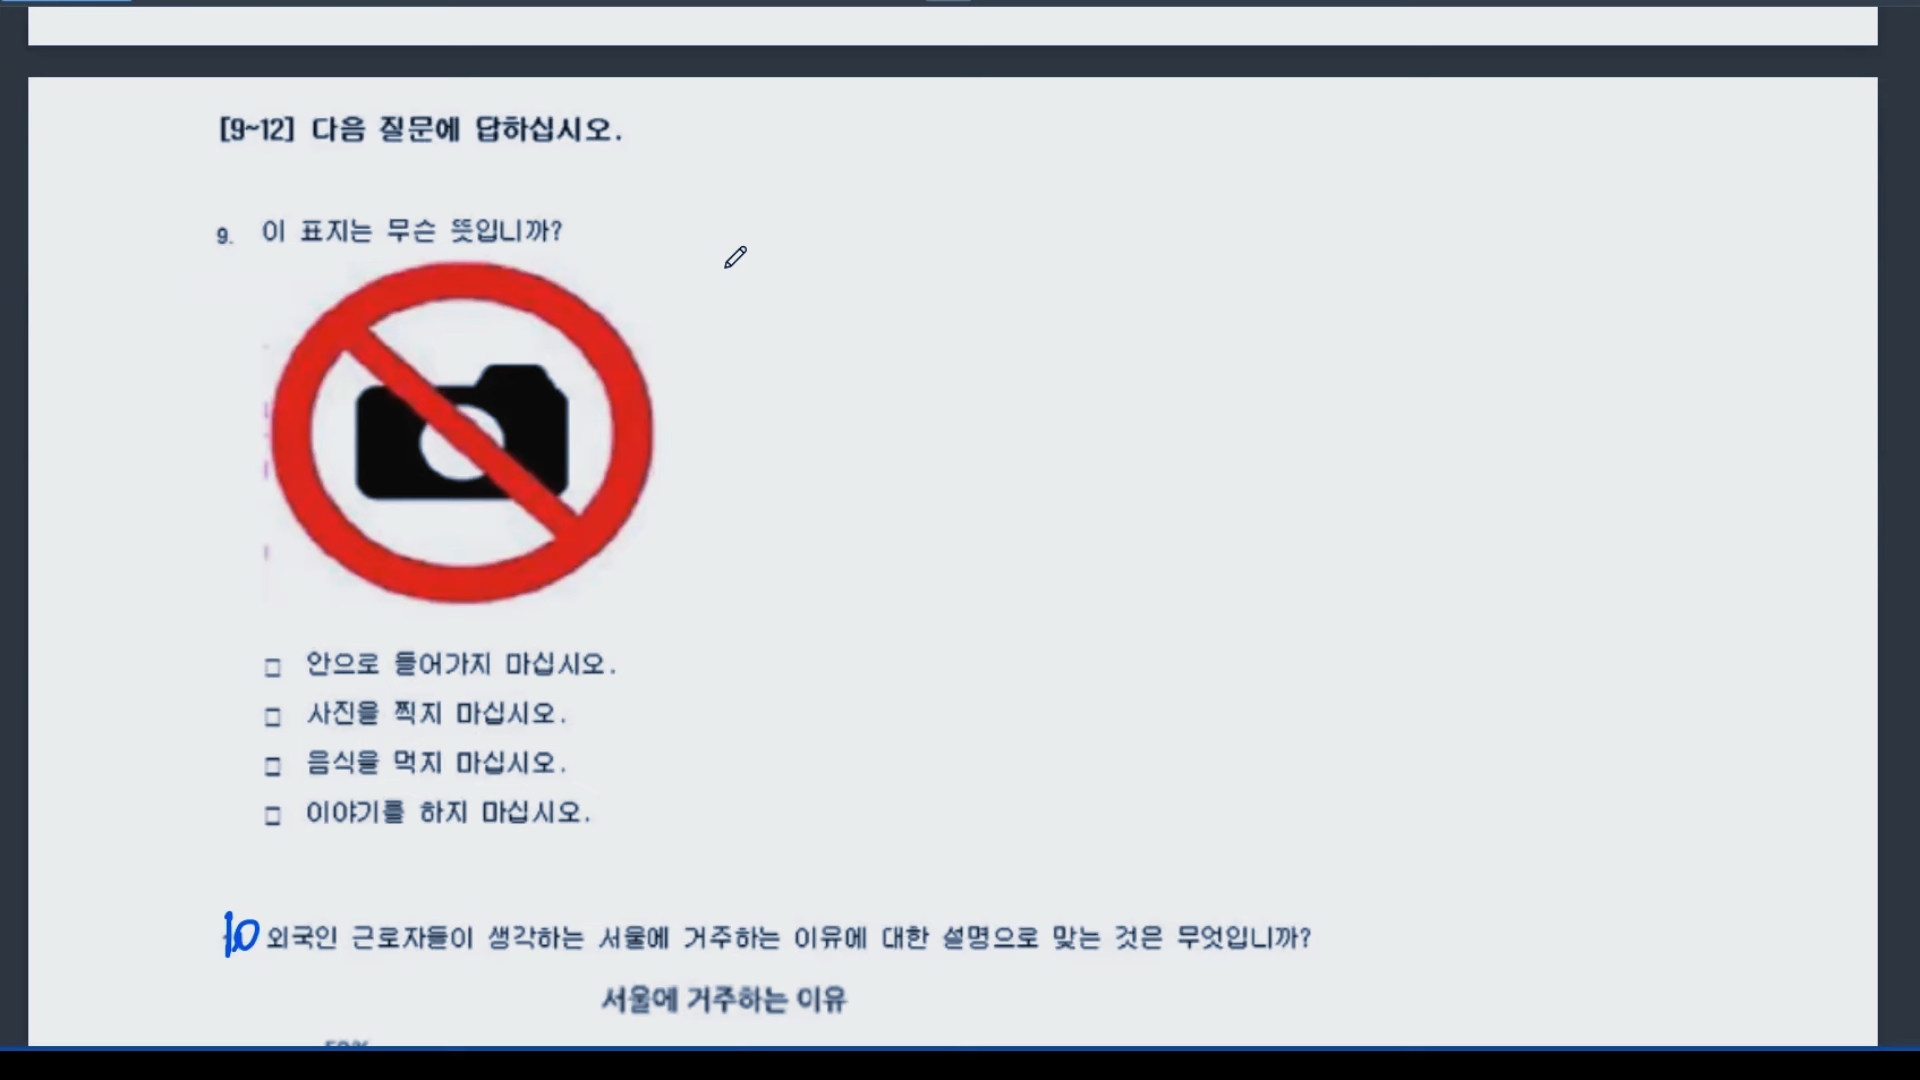 [9~12] 다음 질문에 답하십시오.
9. 이 표지는 무슨 뜻입니까?
□ 안으로 들어가지 마십시오.
□ 사진을 찍지 마십시오.
□ 음식을 먹지 마십시오.
□ 이야기를 하지 마십시오.
10 외국인 근로자들이 생각하는 서울에 거주하는 이유에 대한 설명으로 맞는 것은 무엇입니까?
서울에 거주하는 이유